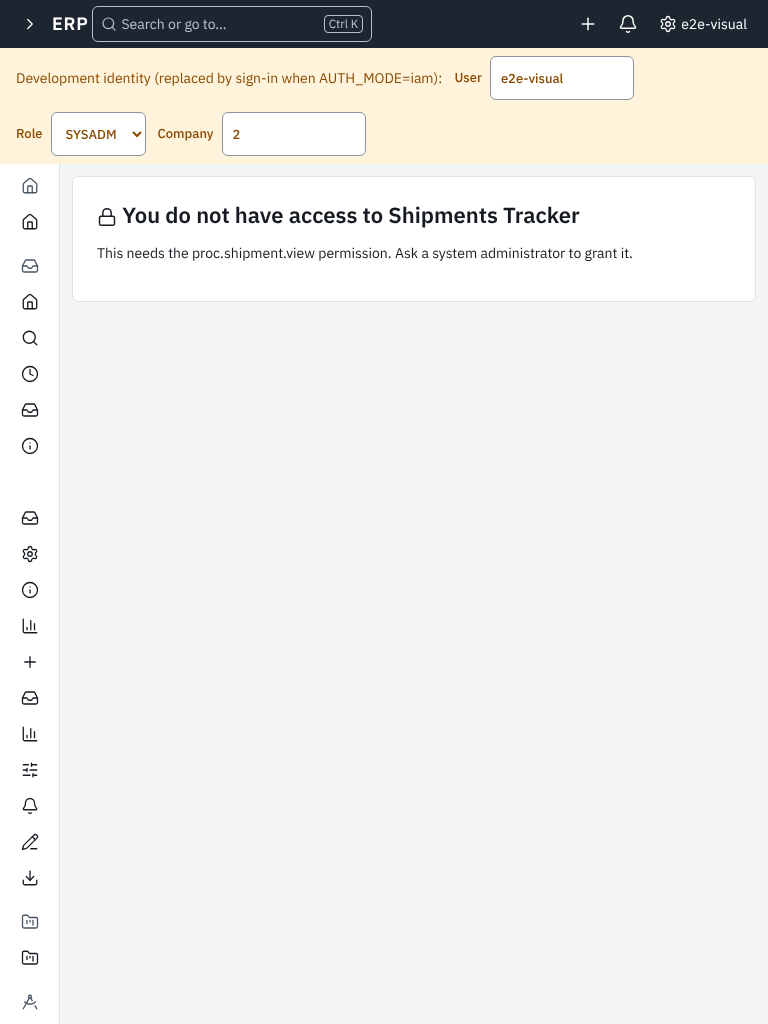 ERP Search or go to... Ctrl K e2e-visual
Development identity (replaced by sign-in when AUTH_MODE=iam): User e2e-visual
Role SYSADM Company 2
You do not have access to Shipments Tracker
This needs the proc.shipment.view permission. Ask a system administrator to grant it.